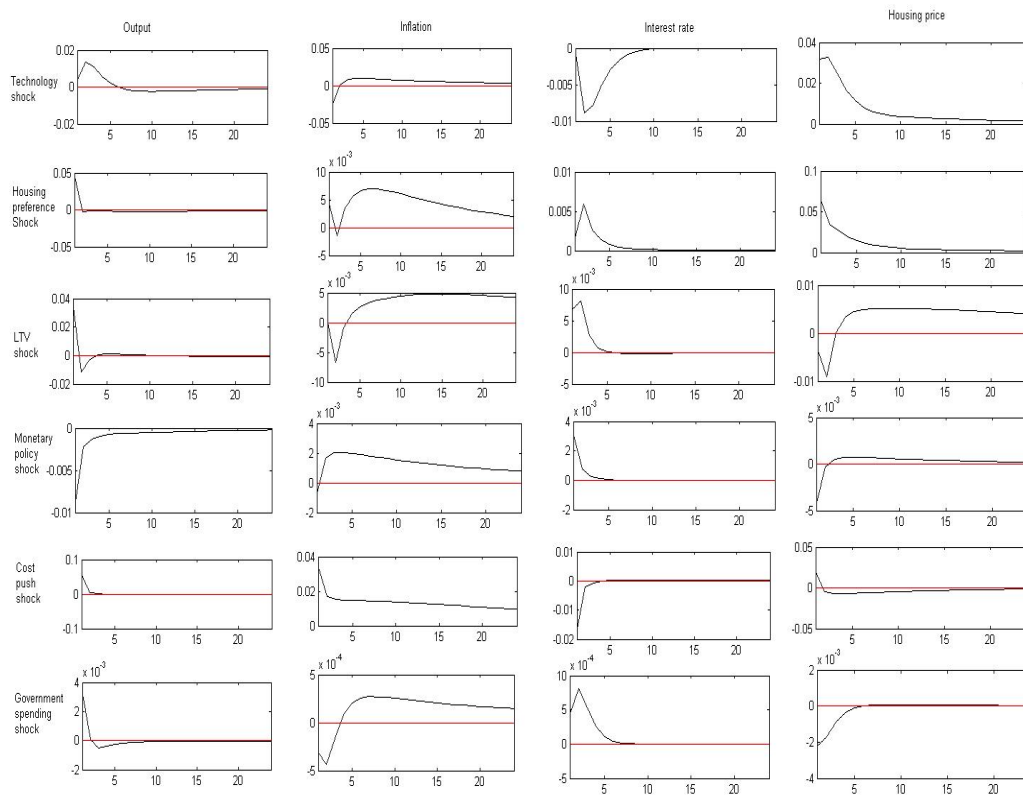 Output
Inflation
Interest rate
Housing price
Technology
shock
0.02
0
-0.02
5 10 15 20
0.05
0
-0.05
5 10 15 20
0
-0.005
-0.01
5 10 15 20
0.04
0.02
0
5 10 15 20
Housing
preference
Shock
0.05
0
-0.05
5 10 15 20
x 10-3
10
5
0
-5
5 10 15 20
0.01
0.005
0
5 10 15 20
0.1
0.05
0
5 10 15 20
LTV
shock
0.04
0.02
0
-0.02
5 10 15 20
x 10-3
5
0
-5
-10
5 10 15 20
x 10-3
10
5
0
-5
5 10 15 20
0.01
0
-0.01
5 10 15 20
Monetary
policy
shock
0
-0.005
-0.01
5 10 15 20
x 10-3
4
2
0
-2
5 10 15 20
x 10-3
4
2
0
-2
5 10 15 20
x 10-3
5
0
-5
5 10 15 20
Cost
push
shock
0.1
0
-0.1
5 10 15 20
0.04
0.02
0
5 10 15 20
0.01
0
-0.01
-0.02
5 10 15 20
0.05
0
-0.05
5 10 15 20
Government
spending
shock
x 10-3
4
2
0
-2
5 10 15 20
x 10-4
5
0
-5
5 10 15 20
x 10-4
10
5
0
-5
5 10 15 20
x 10-3
2
0
-2
-4
5 10 15 20